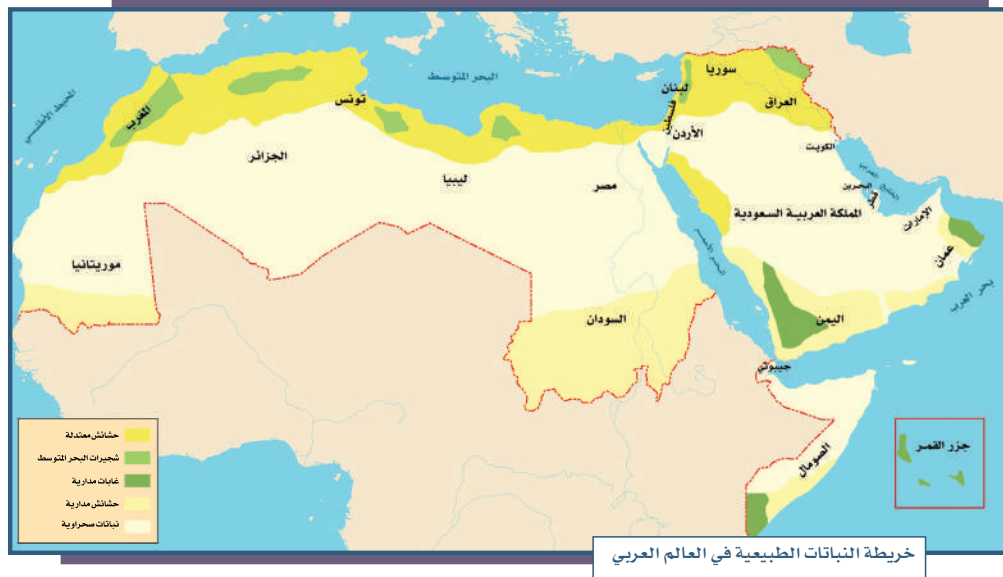 البحر المتوسط
المحيط الأطلسي
المغرب
تونس
الجزائر
ليبيا
مصر
موريتانيا
السودان
سوريا
لبنان
فلسطين
العراق
الأردن
الكويت
البحرين
قطر
الخليج العربي
الإمارات
المملكة العربية السعودية
البحر الأحمر
عمان
بحر العرب
اليمن
جيبوتي
الصومال
جزر القمر
حشائش معتدلة
شجيرات البحر المتوسط
غابات مدارية
حشائش مدارية
نباتات صحراوية
خريطة النباتات الطبيعية في العالم العربي